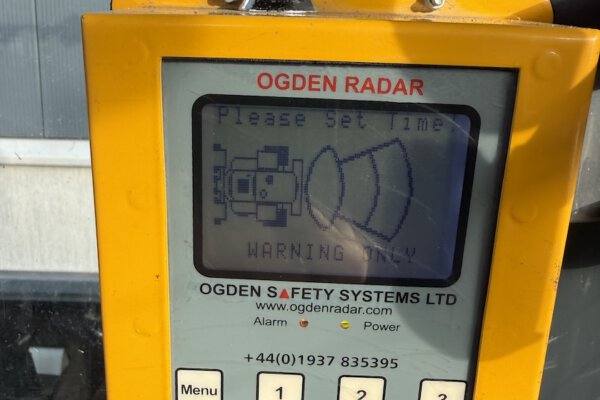 OGDEN RADAR
Please Set Time
WARNING ONLY
OGDEN SAFETY SYSTEMS LTD
www.ogdenradar.com
Alarm Power
+44(0)1937 835395
Menu 1 2 3